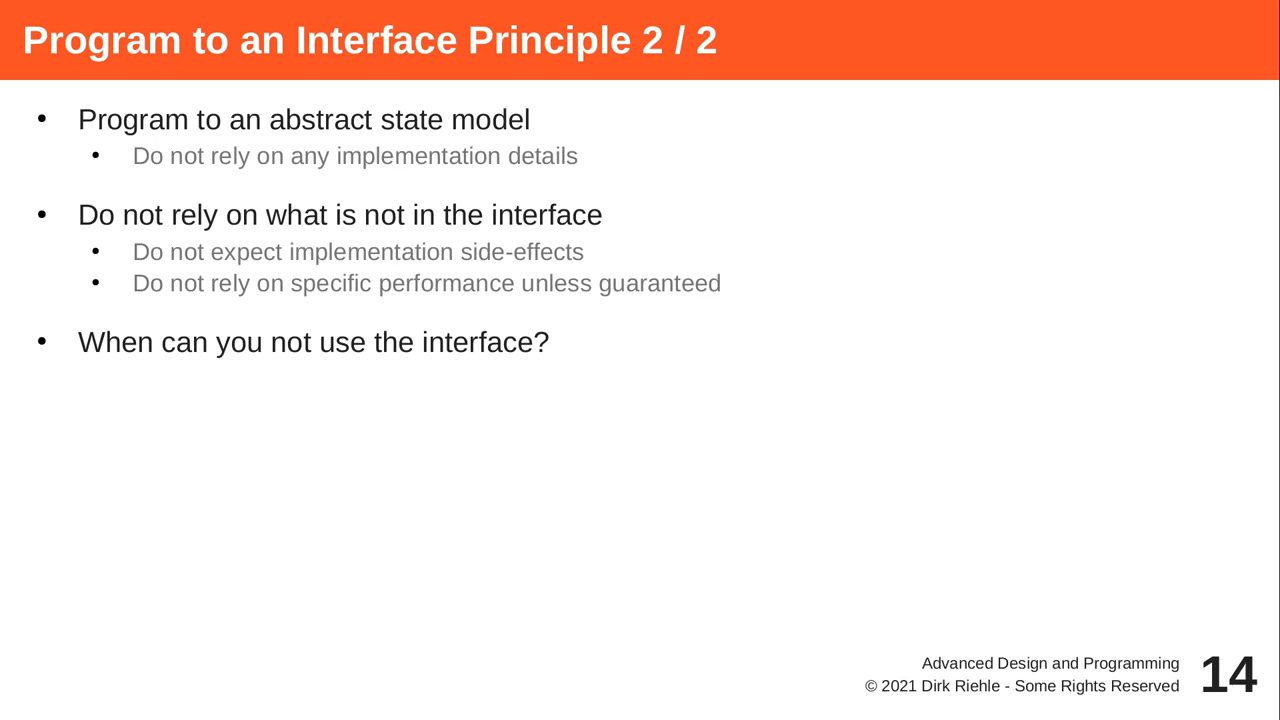 Program to an Interface Principle 2 / 2
• Program to an abstract state model
• Do not rely on any implementation details
• Do not rely on what is not in the interface
• Do not expect implementation side-effects
• Do not rely on specific performance unless guaranteed
• When can you not use the interface?
Advanced Design and Programming
© 2021 Dirk Riehle - Some Rights Reserved
14